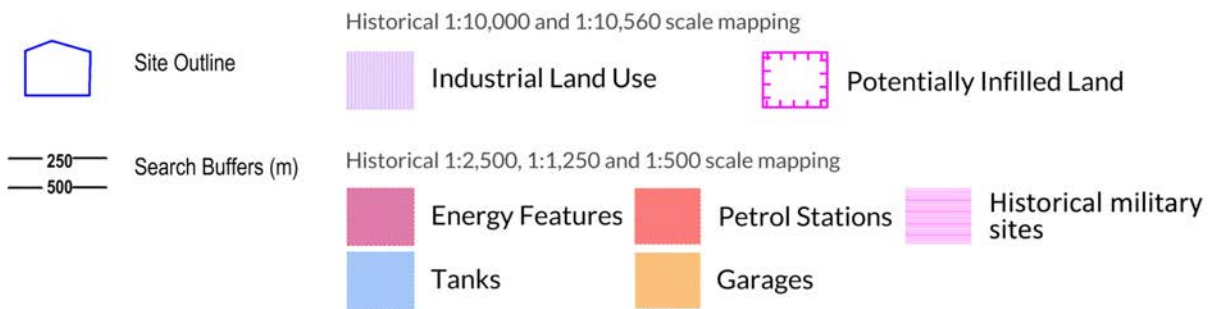 Historical 1:10,000 and 1:10,560 scale mapping
Site Outline
Industrial Land Use
Potentially Infilled Land
250
500
Search Buffers (m)
Historical 1:2,500, 1:1,250 and 1:500 scale mapping
Energy Features
Petrol Stations
Historical military
sites
Tanks
Garages